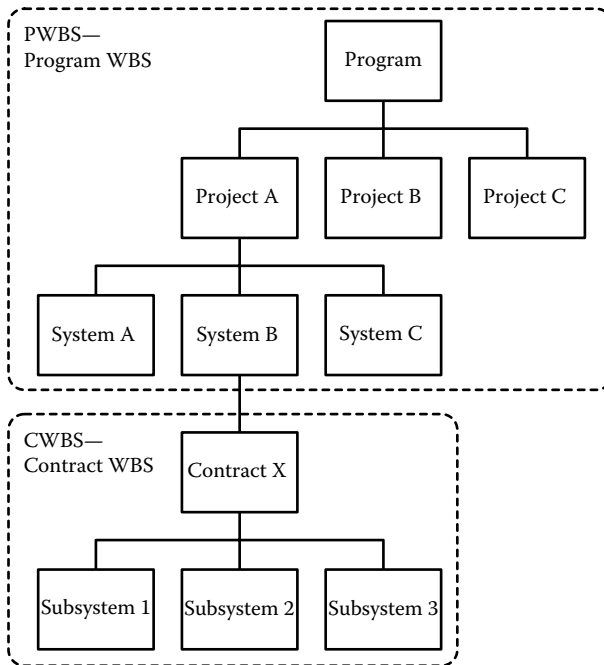 PWBS—
Program WBS
Program
Project A
Project B
Project C
System A
System B
System C
CWBS—
Contract WBS
Contract X
Subsystem 1
Subsystem 2
Subsystem 3